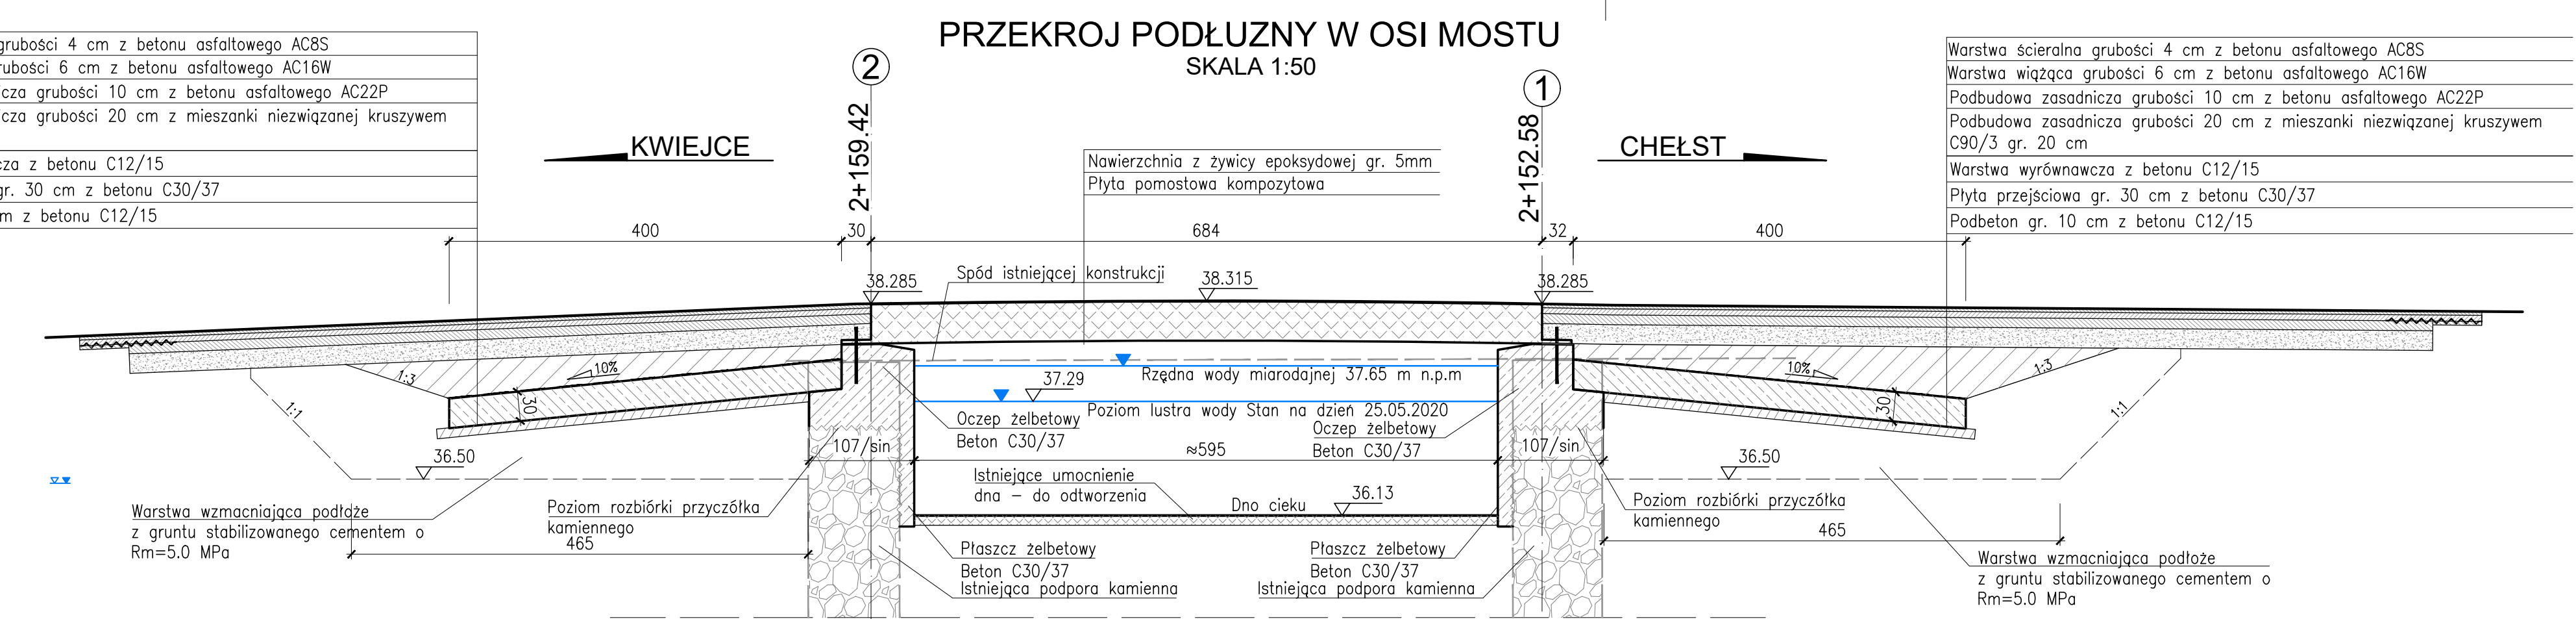 PRZEKROJ PODŁUZNY W OSI MOSTU
SKALA 1:50
grubości 4 cm z betonu asfaltowego AC8S
rubości 6 cm z betonu asfaltowego AC16W
icza grubości 10 cm z betonu asfaltowego AC22P
icza grubości 20 cm z mieszanki niezwiązanej kruszywem
cza z betonu C12/15
gr. 30 cm z betonu C30/37
m z betonu C12/15
KWIEJCE
2
2+159.42
Nawierzchnia z żywicy epoksydowej gr. 5mm
Płyta pomostowa kompozytowa
1
2+152.58
CHEŁST
Warstwa ścieralna grubości 4 cm z betonu asfaltowego AC8S
Warstwa wiążąca grubości 6 cm z betonu asfaltowego AC16W
Podbudowa zasadnicza grubości 10 cm z betonu asfaltowego AC22P
Podbudowa zasadnicza grubości 20 cm z mieszanki niezwiązanej kruszywem
C90/3 gr. 20 cm
Warstwa wyrównawcza z betonu C12/15
Płyta przejściowa gr. 30 cm z betonu C30/37
Podbeton gr. 10 cm z betonu C12/15
400
30
684
32
400
38.285
Spód istniejącej konstrukcji
38.315
38.285
1:3
10%
30
1:1
Rzędna wody miarodajnej 37.65 m n.p.m
37.29
Poziom lustra wody Stan na dzień 25.05.2020
10%
1:3
30
1:1
Oczep żelbetowy
Beton C30/37
Oczep żelbetowy
Beton C30/37
107/sin
≈595
107/sin
36.50
36.50
Istniejące umocnienie
dna – do odtworzenia
Dno cieku
36.13
Warstwa wzmacniająca podłoże
z gruntu stabilizowanego cementem o
Rm=5.0 MPa
Poziom rozbiórki przyczółka
kamiennego
465
Poziom rozbiórki przyczółka
kamiennego
465
Płaszcz żelbetowy
Beton C30/37
Istniejąca podpora kamienna
Płaszcz żelbetowy
Beton C30/37
Istniejąca podpora kamienna
Warstwa wzmacniająca podłoże
z gruntu stabilizowanego cementem o
Rm=5.0 MPa